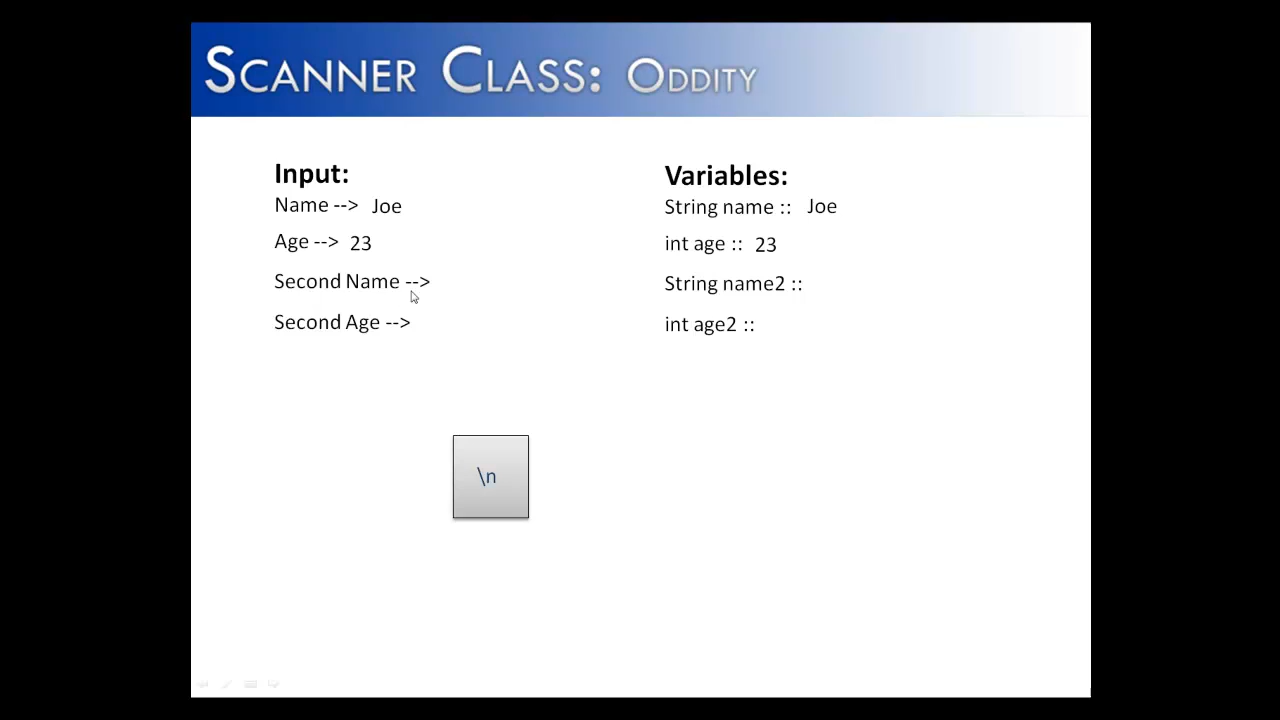 SCANNER CLASS: ODDITY
Input:
Name --> Joe
Age --> 23
Second Name -->
Second Age -->
Variables:
String name :: Joe
int age :: 23
String name2 ::
int age2 ::
\n